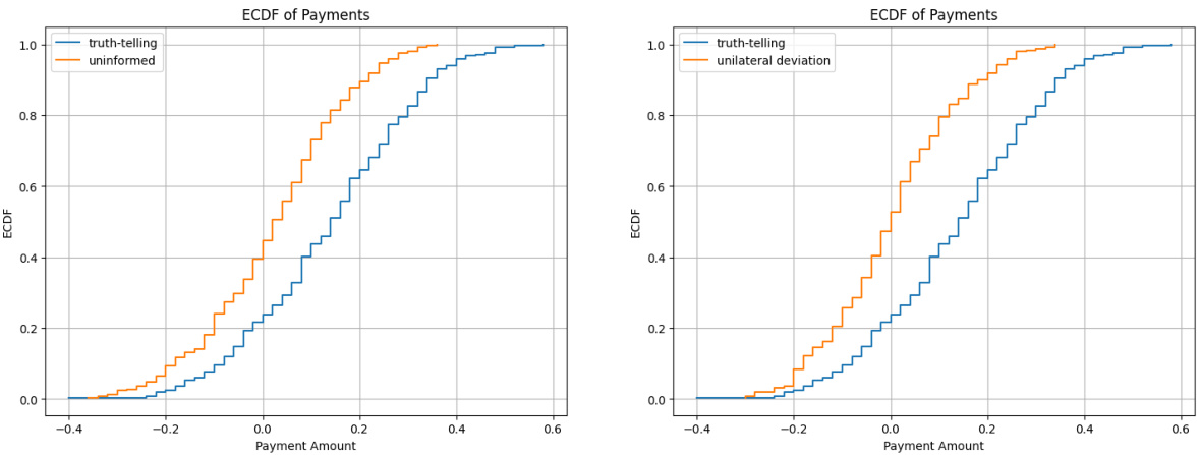 ECDF of Payments
truth-telling
uninformed
ECDF
1.0
0.8
0.6
0.4
0.2
0.0
−0.4 −0.2 0.0 0.2 0.4 0.6
Payment Amount
ECDF of Payments
truth-telling
unilateral deviation
ECDF
1.0
0.8
0.6
0.4
0.2
0.0
−0.4 −0.2 0.0 0.2 0.4 0.6
Payment Amount